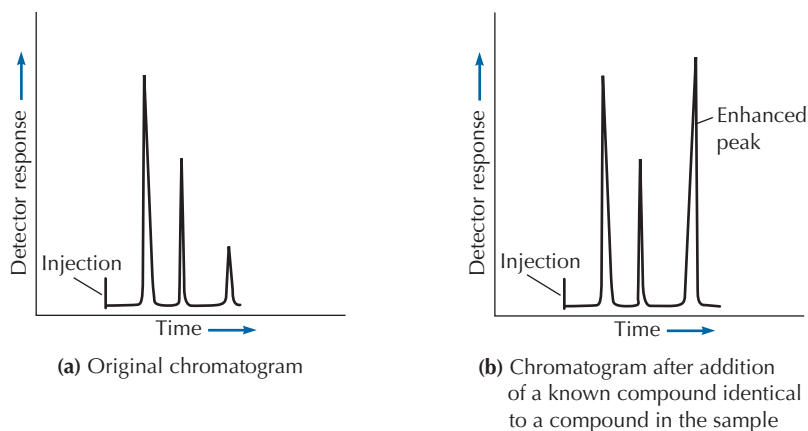 Detector response
Injection
Time
(a) Original chromatogram
Detector response
Enhanced
peak
Injection
Time
(b) Chromatogram after addition
of a known compound identical
to a compound in the sample